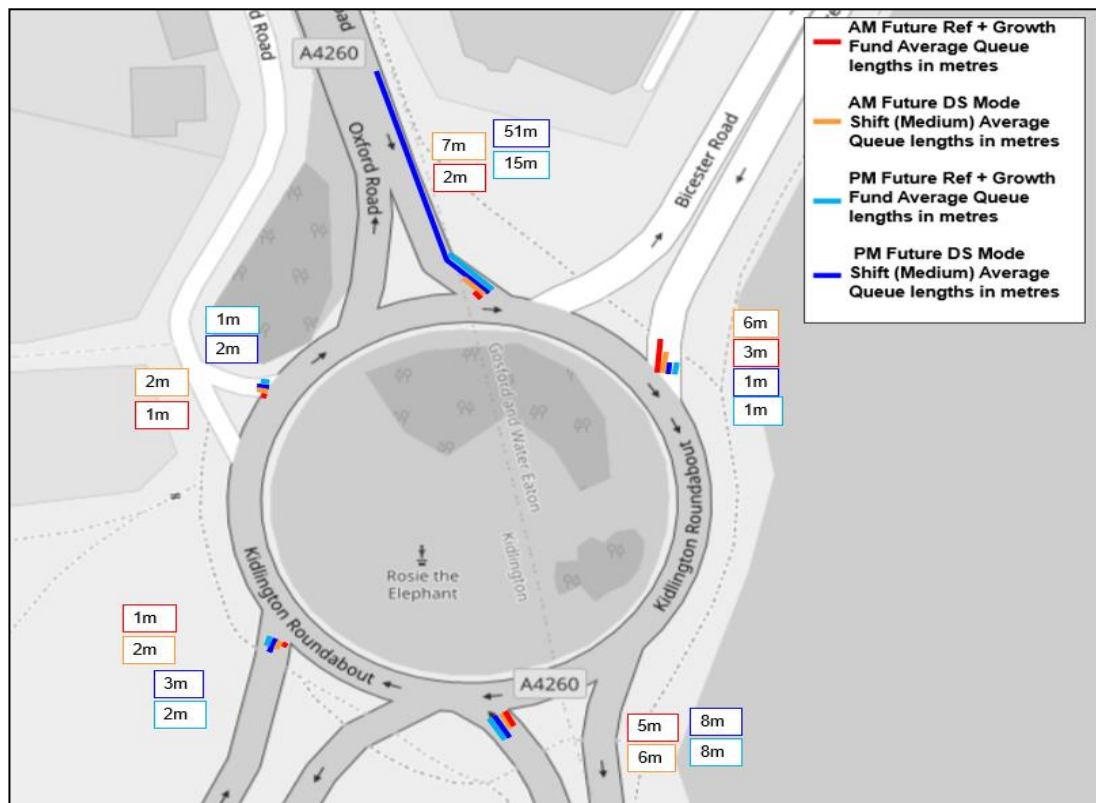 d Road
Road
A4260
Oxford Road
7m
2m
51m
15m
Bicester Road
AM Future Ref + Growth
Fund Average Queue
lengths in metres
AM Future DS Mode
Shift (Medium) Average
Queue lengths in metres
PM Future Ref + Growth
Fund Average Queue
lengths in metres
PM Future DS Mode
Shift (Medium) Average
Queue lengths in metres
1m
2m
2m
1m
6m
3m
1m
1m
Gosford and Water Eaton
Kidlington
Rosie the
Elephant
Kidlington Roundabout
Kidlington Roundabout
1m
2m
3m
2m
A4260
5m
6m
8m
8m